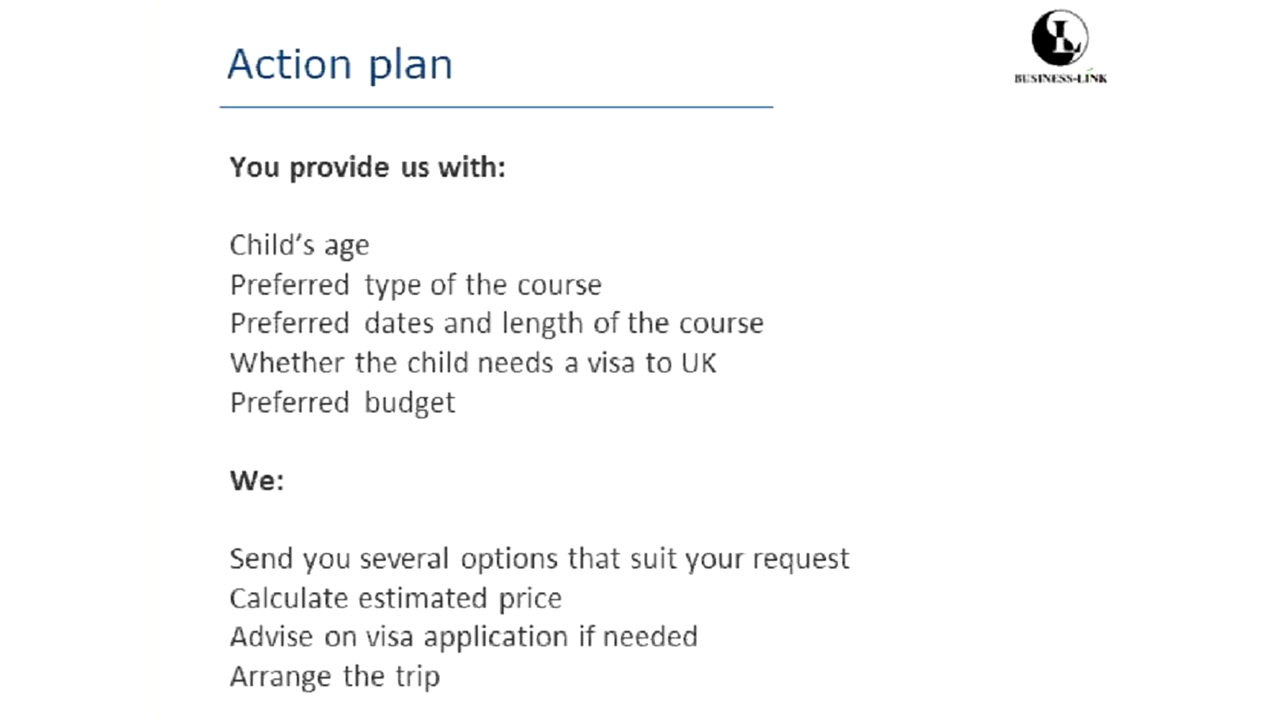 Action plan
BUSINESS-LINK
You provide us with:
Child’s age
Preferred type of the course
Preferred dates and length of the course
Whether the child needs a visa to UK
Preferred budget
We:
Send you several options that suit your request
Calculate estimated price
Advise on visa application if needed
Arrange the trip